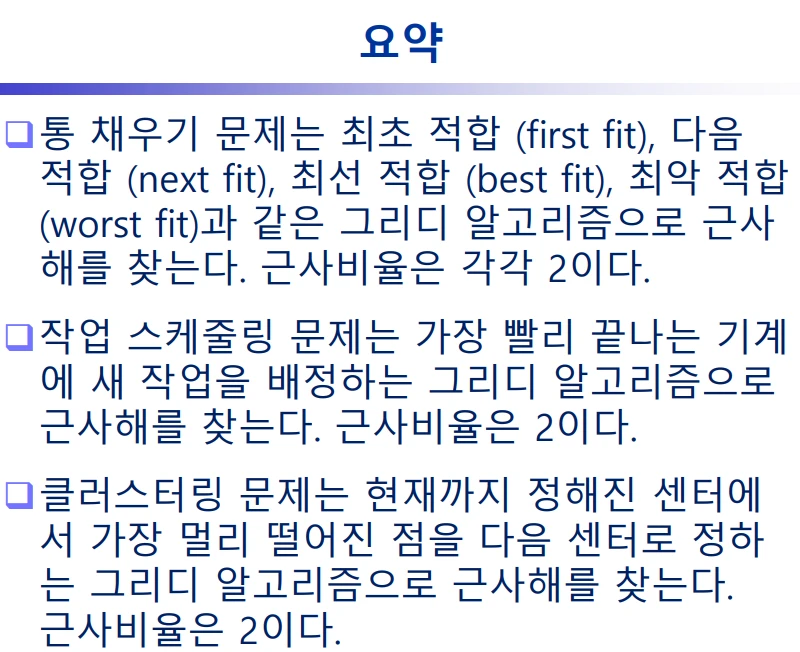 요약
❑통 채우기 문제는 최초 적합 (first fit), 다음
적합 (next fit), 최선 적합 (best fit), 최악 적합
(worst fit)과 같은 그리디 알고리즘으로 근사
해를 찾는다. 근사비율은 각각 2이다.
❑작업 스케줄링 문제는 가장 빨리 끝나는 기계
에 새 작업을 배정하는 그리디 알고리즘으로
근사해를 찾는다. 근사비율은 2이다.
❑클러스터링 문제는 현재까지 정해진 센터에
서 가장 멀리 떨어진 점을 다음 센터로 정하
는 그리디 알고리즘으로 근사해를 찾는다.
근사비율은 2이다.